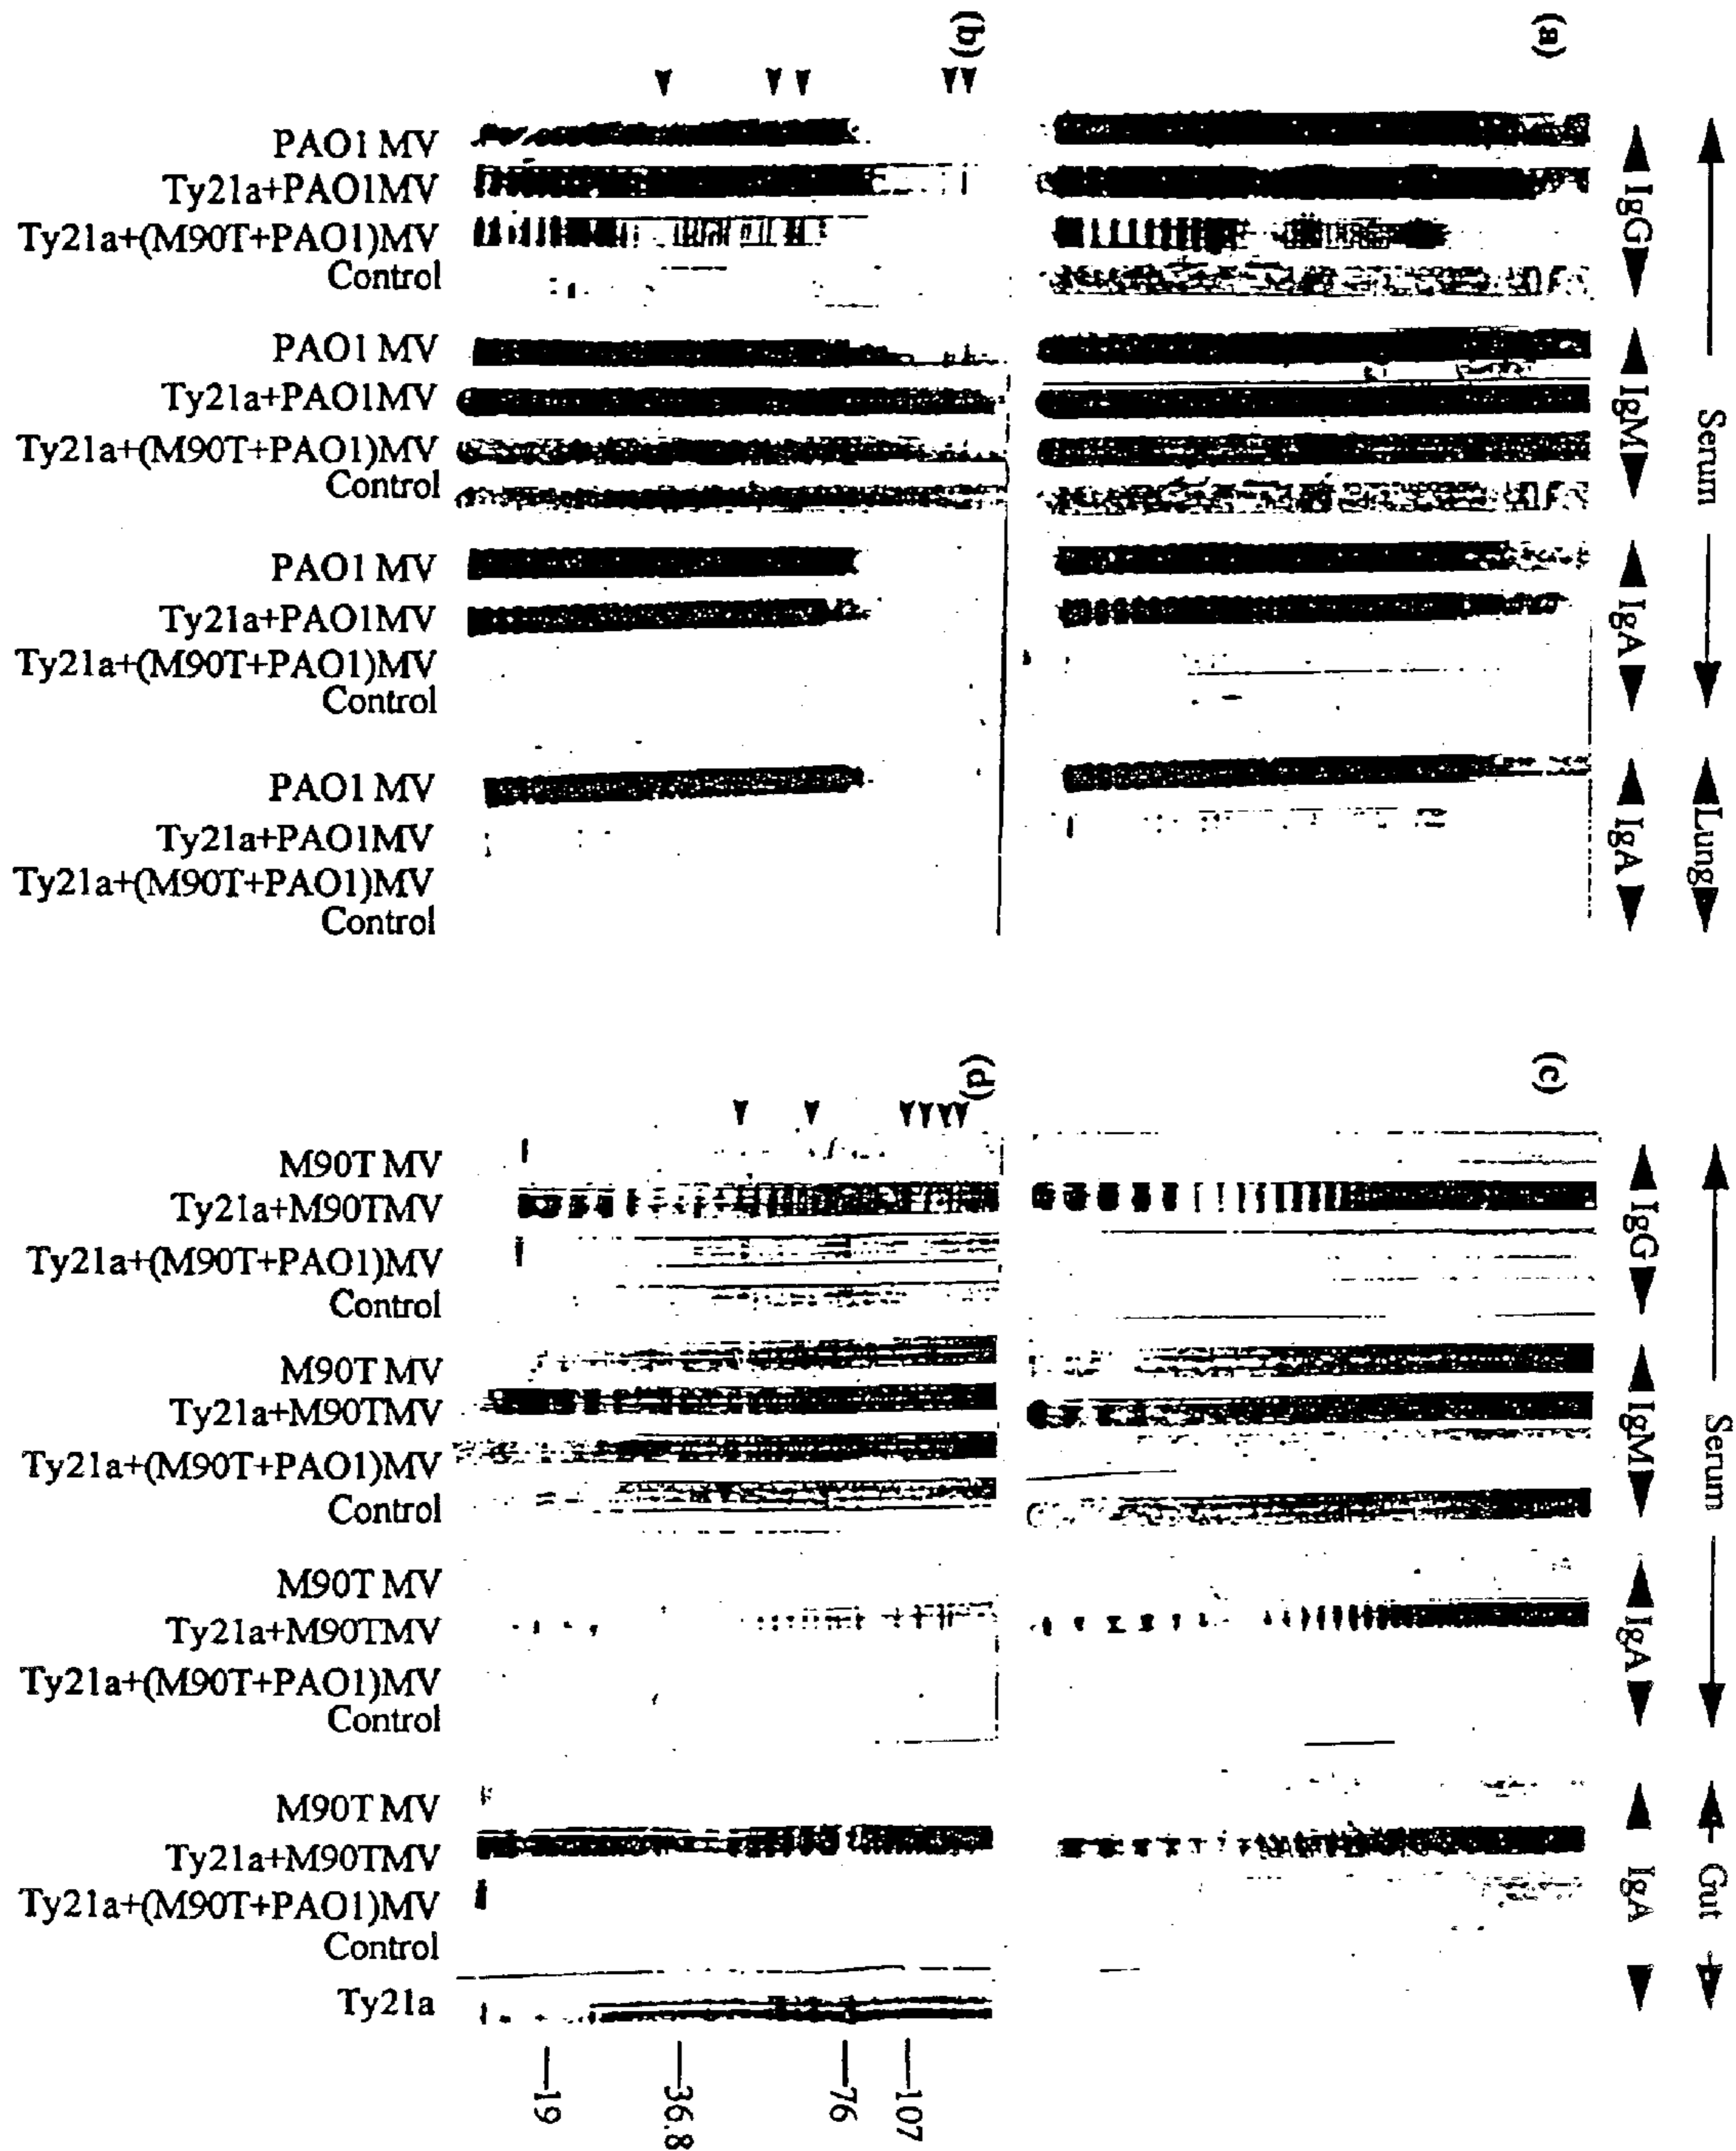 (a)
(b)
Serum
Lung
IgG
IgM
IgA
IgA
PAO1 MV
Ty21a+PAO1MV
Ty21a+(M90T+PAO1)MV
Control
PAO1 MV
Ty21a+PAO1MV
Ty21a+(M90T+PAO1)MV
Control
PAO1 MV
Ty21a+PAO1MV
Ty21a+(M90T+PAO1)MV
Control
PAO1 MV
Ty21a+PAO1MV
Ty21a+(M90T+PAO1)MV
Control
(c)
(d)
Serum
Gut
IgG
IgM
IgA
IgA
M90T MV
Ty21a+M90TMV
Ty21a+(M90T+PAO1)MV
Control
M90T MV
Ty21a+M90TMV
Ty21a+(M90T+PAO1)MV
Control
M90T MV
Ty21a+M90TMV
Ty21a+(M90T+PAO1)MV
Control
M90T MV
Ty21a+M90TMV
Ty21a+(M90T+PAO1)MV
Control
Ty21a
107
76
36.8
19